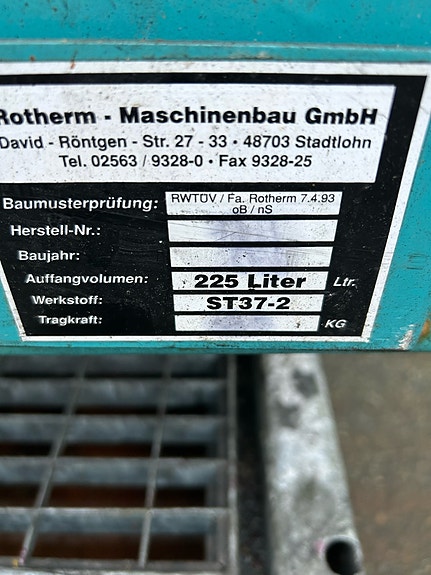 Rotherm - Maschinenbau GmbH
David - Röntgen - Str. 27 - 33 · 48703 Stadtlohn
Tel. 02563 / 9328-0 · Fax 9328-25
Baumusterprüfung: RWTÜV / Fa. Rotherm 7.4.93
oB / nS
Herstell-Nr.:
Baujahr:
Auffangvolumen: 225 Liter Ltr.
Werkstoff: ST37-2
Tragkraft: KG